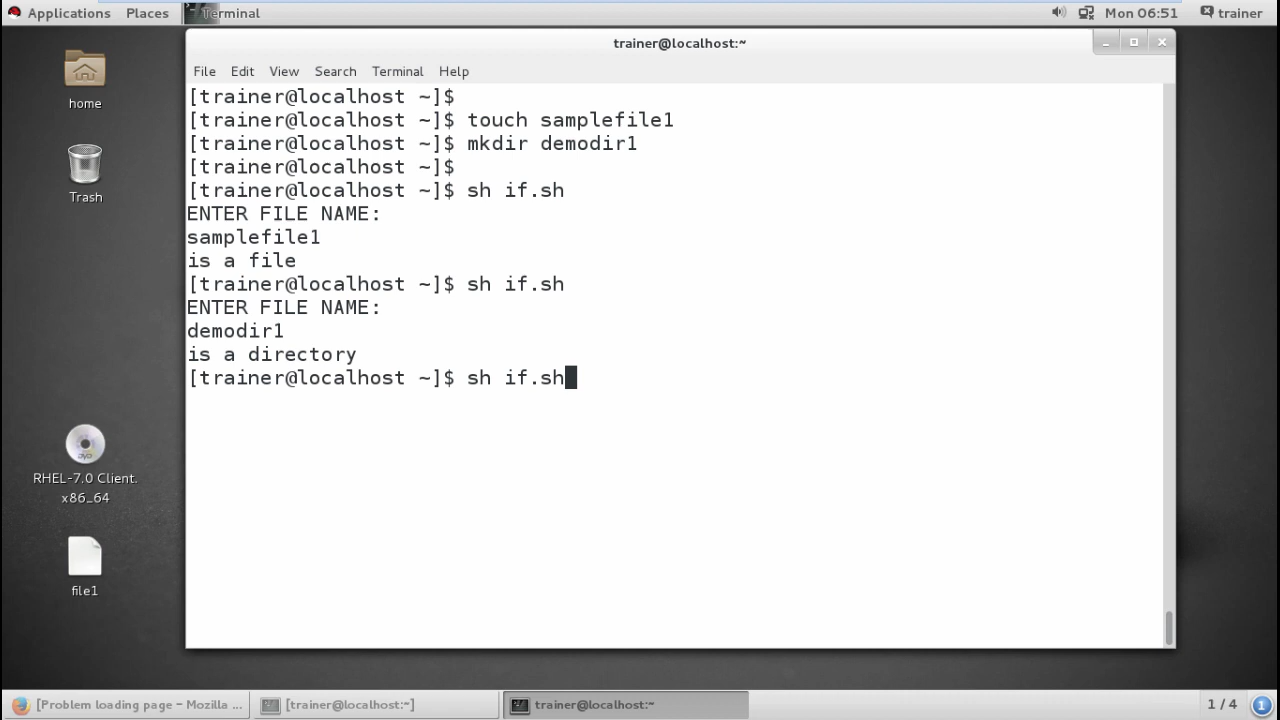 Applications Places Terminal Mon 06:51 trainer
trainer@localhost:~
File Edit View Search Terminal Help
[trainer@localhost ~]$
[trainer@localhost ~]$ touch samplefile1
[trainer@localhost ~]$ mkdir demodir1
[trainer@localhost ~]$
[trainer@localhost ~]$ sh if.sh
ENTER FILE NAME:
samplefile1
is a file
[trainer@localhost ~]$ sh if.sh
ENTER FILE NAME:
demodir1
is a directory
[trainer@localhost ~]$ sh if.sh
home
Trash
RHEL-7.0 Client.
x86_64
file1
[Problem loading page - Mozilla ... [trainer@localhost:~] trainer@localhost:~ 1 / 4 1